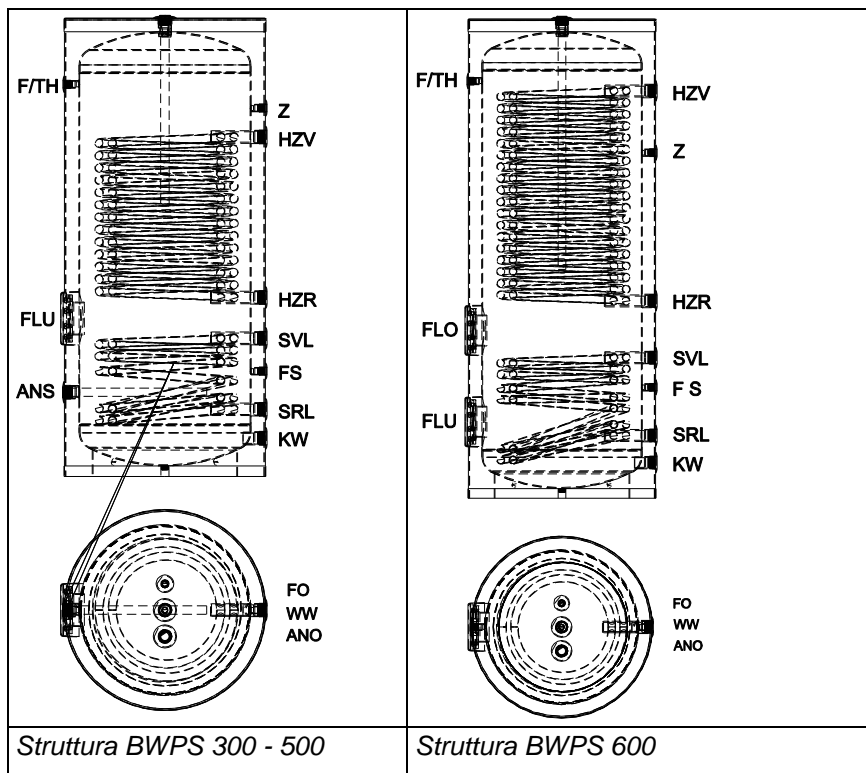 F/TH
Z
HZV
HZR
FLU
SVL
FS
ANS
SRL
KW
FO
WW
ANO
Struttura BWPS 300 - 500
F/TH
HZV
Z
HZR
FLO
SVL
F S
FLU
SRL
KW
FO
WW
ANO
Struttura BWPS 600